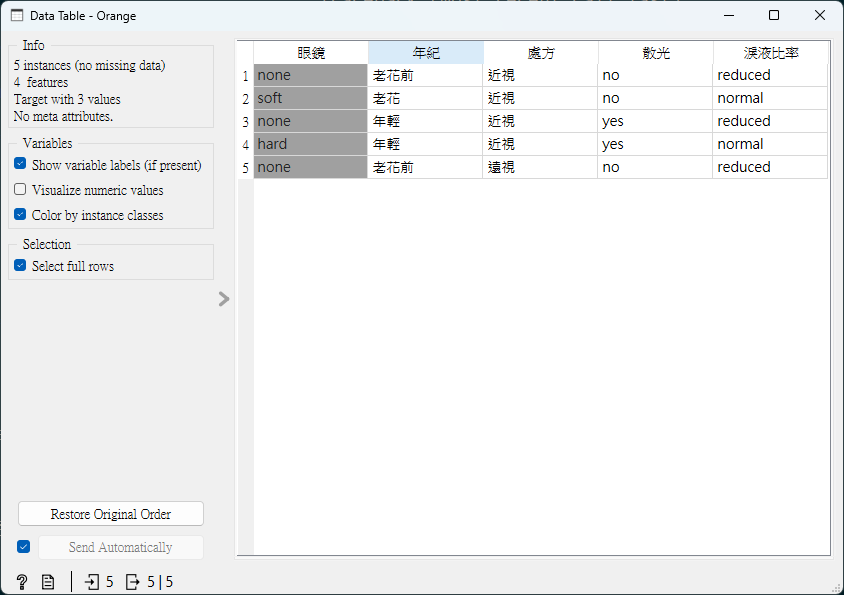 Data Table - Orange
Info
5 instances (no missing data)
4 features
Target with 3 values
No meta attributes.
Variables
Show variable labels (if present)
Visualize numeric values
Color by instance classes
Selection
Select full rows
Restore Original Order
Send Automatically
? 5 5|5
眼鏡 年紀 處方 散光 淚液比率
1 none 老花前 近視 no reduced
2 soft 老花 近視 no normal
3 none 年輕 近視 yes reduced
4 hard 年輕 近視 yes normal
5 none 老花前 遠視 no reduced